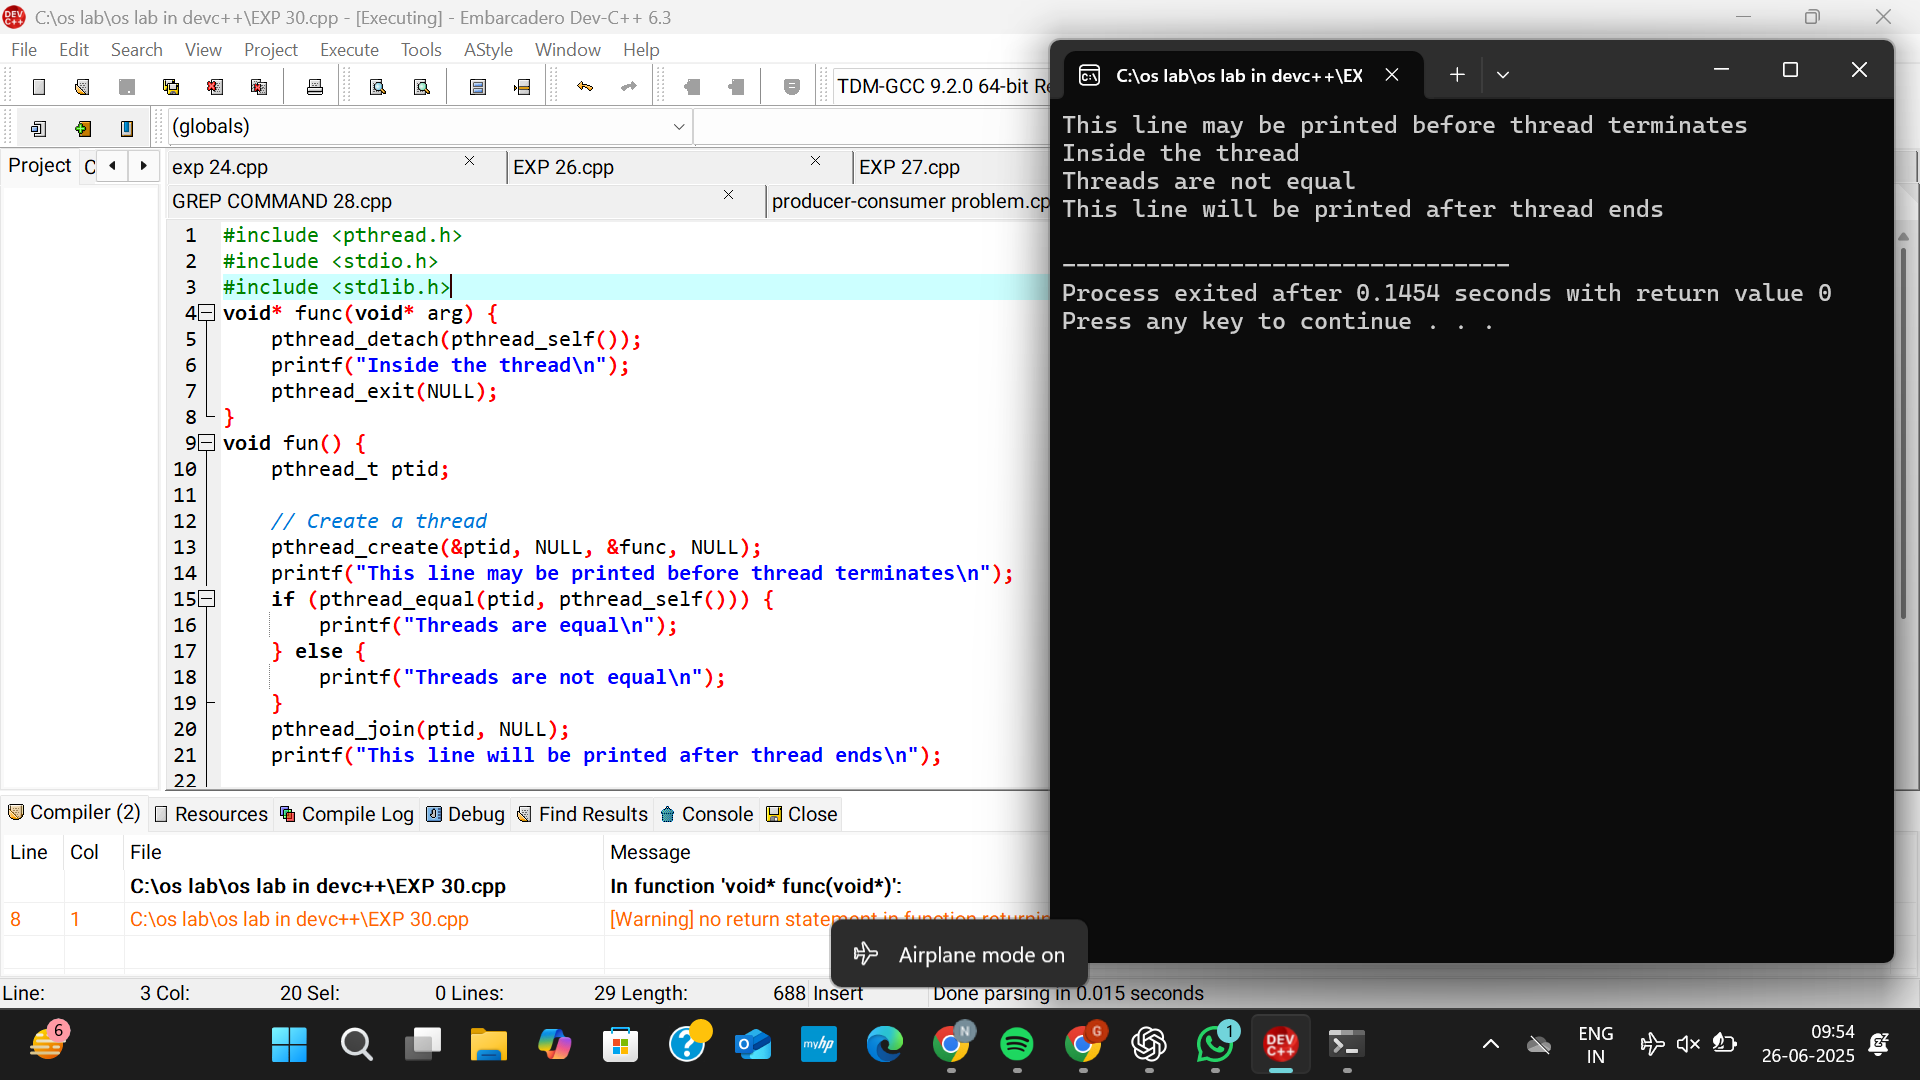 C:\os lab\os lab in devc++\EXP 30.cpp - [Executing] - Embarcadero Dev-C++ 6.3
File Edit Search View Project Execute Tools AStyle Window Help
TDM-GCC 9.2.0 64-bit Re
(globals)
Project C
exp 24.cpp EXP 26.cpp EXP 27.cpp
GREP COMMAND 28.cpp producer-consumer problem.cp
1 #include <pthread.h>
2 #include <stdio.h>
3 #include <stdlib.h>
4 void* func(void* arg) {
5 pthread_detach(pthread_self());
6 printf("Inside the thread\n");
7 pthread_exit(NULL);
8 }
9 void fun() {
10 pthread_t ptid;
11
12 // Create a thread
13 pthread_create(&ptid, NULL, &func, NULL);
14 printf("This line may be printed before thread terminates\n");
15 if (pthread_equal(ptid, pthread_self())) {
16 printf("Threads are equal\n");
17 } else {
18 printf("Threads are not equal\n");
19 }
20 pthread_join(ptid, NULL);
21 printf("This line will be printed after thread ends\n");
22
C:\os lab\os lab in devc++\EX
This line may be printed before thread terminates
Inside the thread
Threads are not equal
This line will be printed after thread ends
--------------------------------
Process exited after 0.1454 seconds with return value 0
Press any key to continue . . .
Compiler (2) Resources Compile Log Debug Find Results Console Close
Line Col File Message
C:\os lab\os lab in devc++\EXP 30.cpp In function 'void* func(void*)':
8 1 C:\os lab\os lab in devc++\EXP 30.cpp [Warning] no return statement in function returnin
Airplane mode on
Line: 3 Col: 20 Sel: 0 Lines: 29 Length: 688 Insert Done parsing in 0.015 seconds
6
myhp
N
G
1
DEV
C++
ENG
IN
09:54
26-06-2025